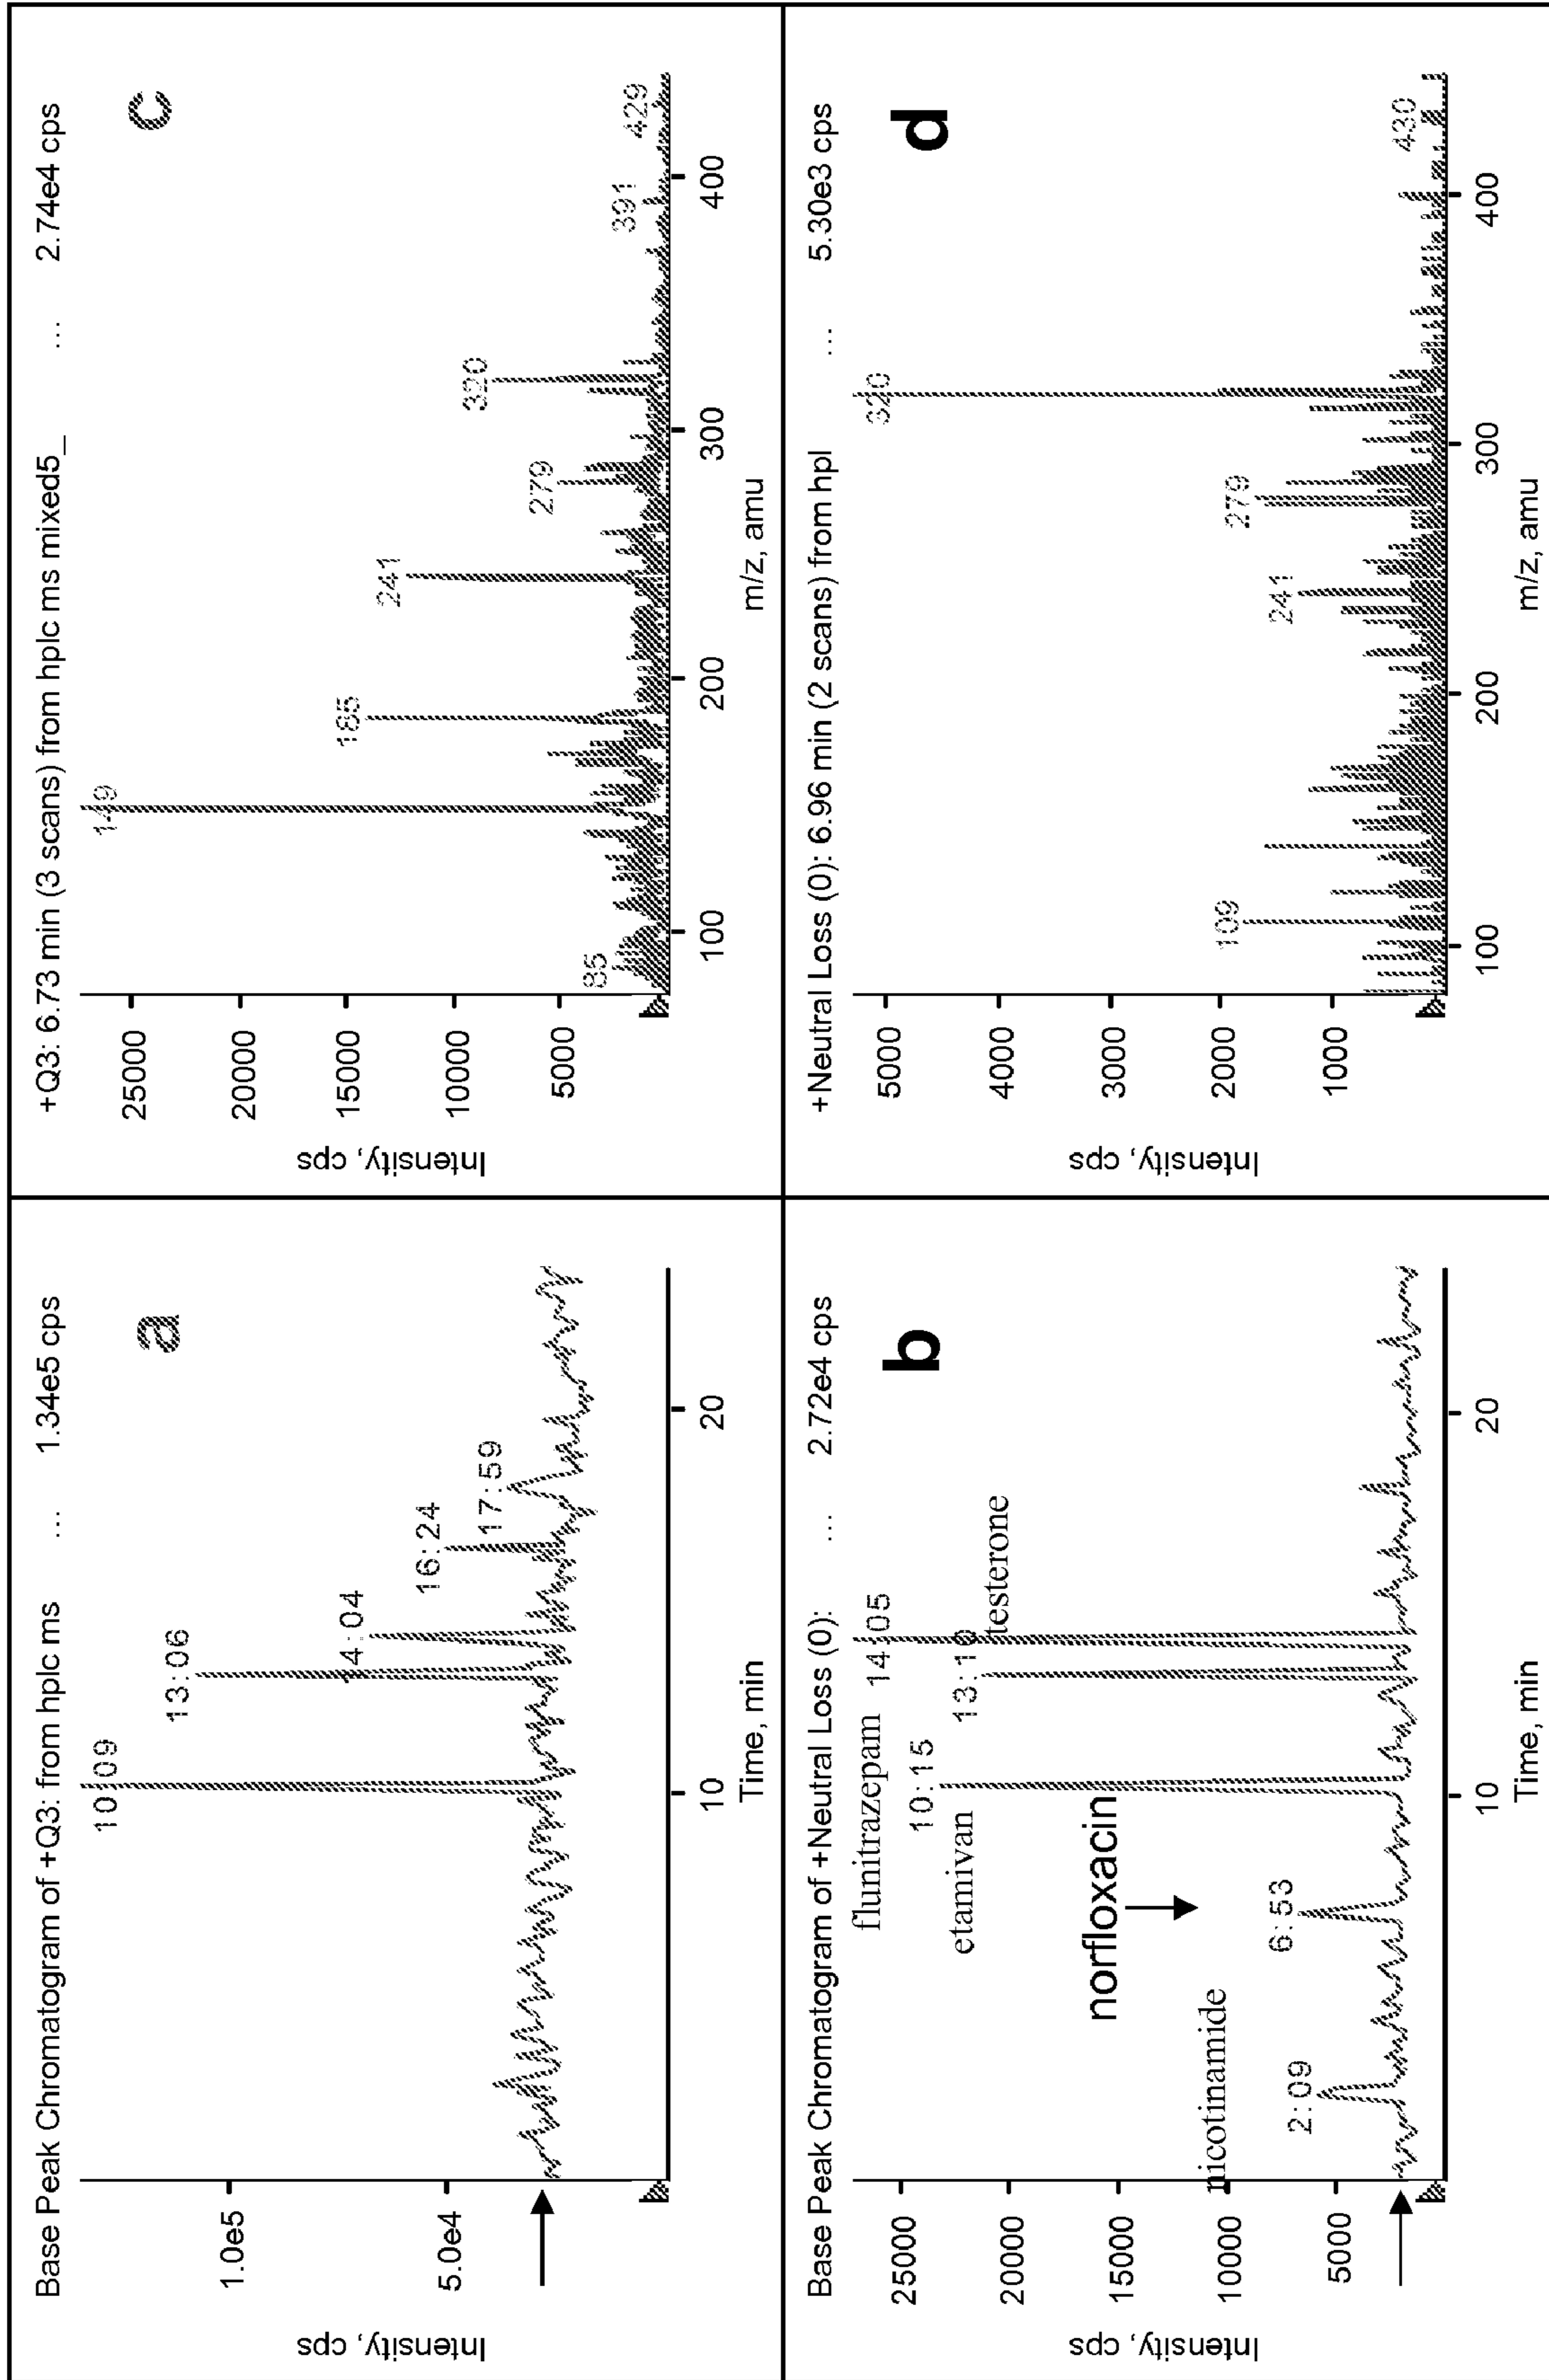 Base Peak Chromatogram of +Q3: from hplc ms ... 1.34e5 cps
a
Intensity, cps
1.0e5
5.0e4
10:09
13:06
14:04
16:24
17:59
10
20
Time, min
Base Peak Chromatogram of +Neutral Loss (0): ... 2.72e4 cps
b
Intensity, cps
25000
20000
15000
10000
5000
flunitrazepam
14:05
etamivan
10:15
13:10
testerone
norfloxacin
6:53
nicotinamide
2:09
10
20
Time, min
+Q3: 6.73 min (3 scans) from hplc ms mixed5_ ... 2.74e4 cps
c
Intensity, cps
25000
20000
15000
10000
5000
85
149
185
241
279
320
391
429
100
200
300
400
m/z, amu
+Neutral Loss (0): 6.96 min (2 scans) from hpl ... 5.30e3 cps
d
Intensity, cps
5000
4000
3000
2000
1000
109
241
279
320
430
100
200
300
400
m/z, amu